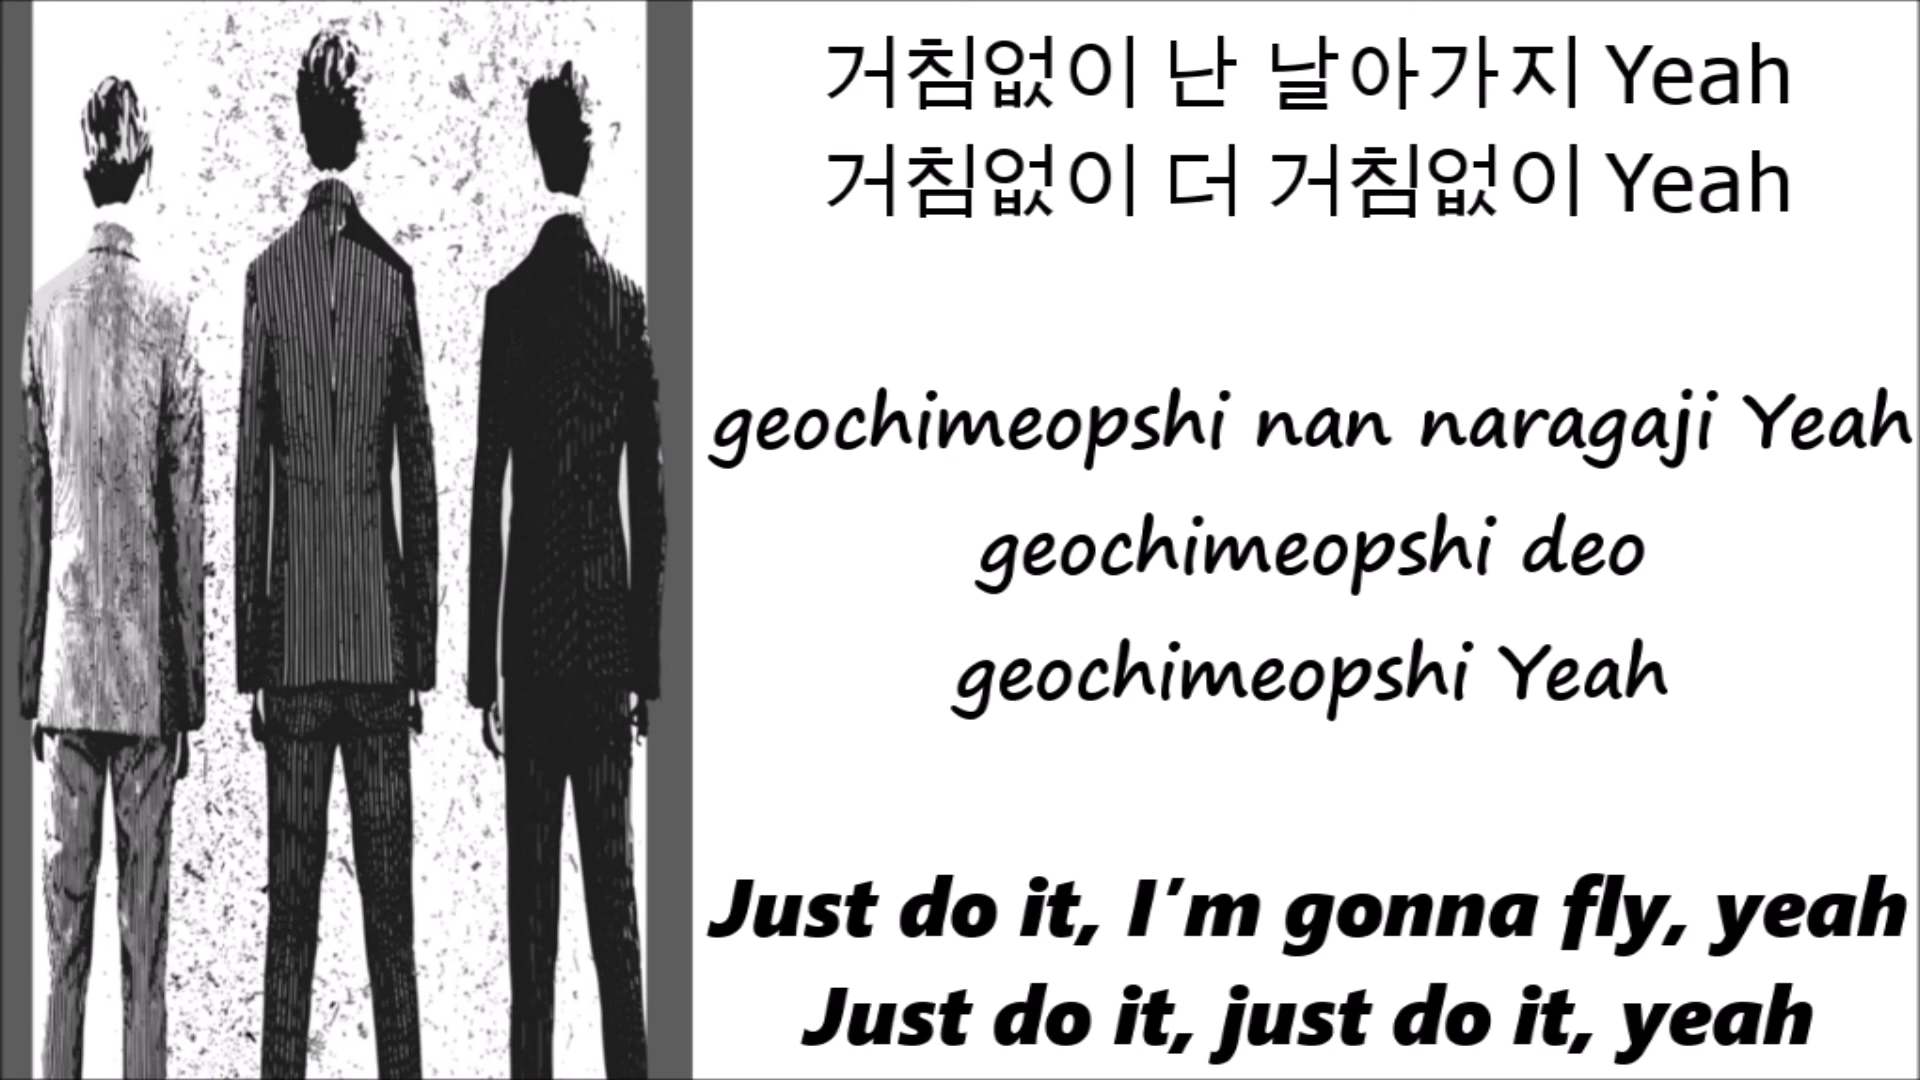 거침없이 난 날아가지 Yeah
거침없이 더 거침없이 Yeah
geochimeopshi nan naragaji Yeah
geochimeopshi deo
geochimeopshi Yeah
Just do it, I'm gonna fly, yeah
Just do it, just do it, yeah